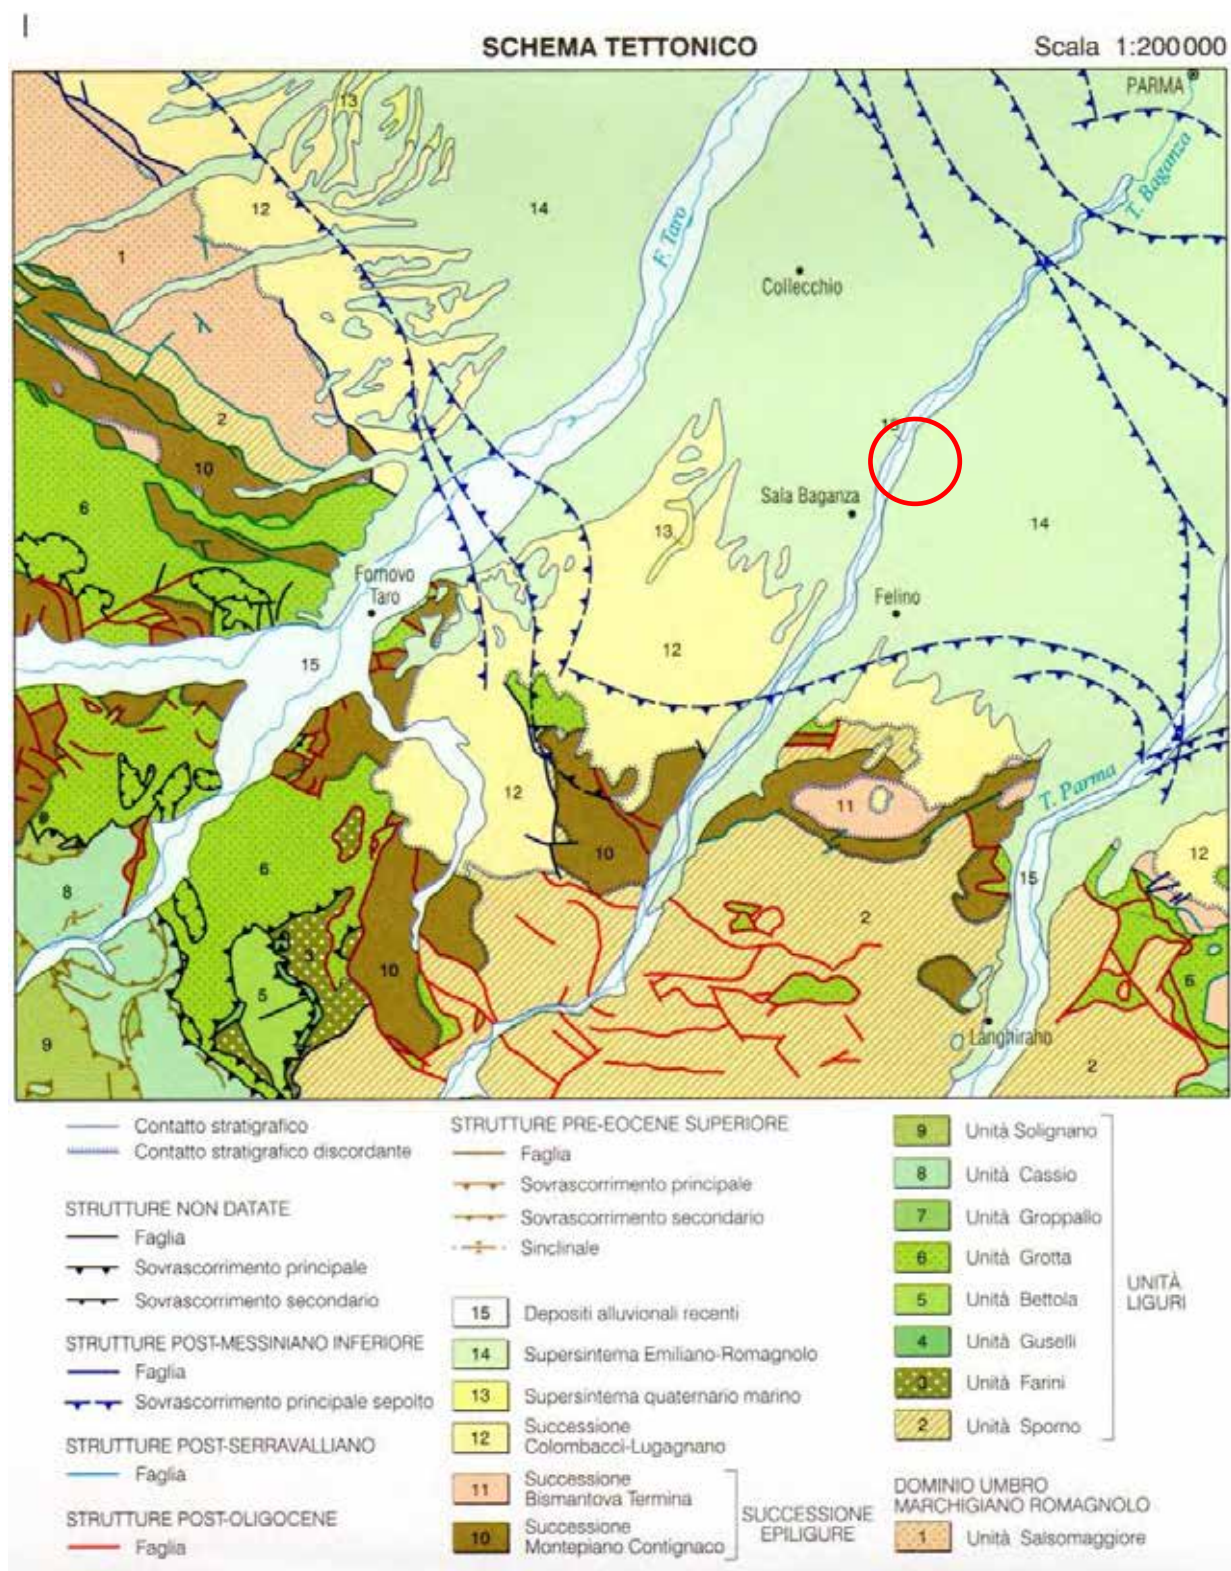 SCHEMA TETTONICO
Scala 1:200000
PARMA
T. Baganza
13
12
14
F. Taro
1
Collecchio
2
15
10
6
Sala Baganza
13
14
Fornovo
Taro
Felino
15
12
T. Parma
12
11
10
12
6
8
15
2
3
10
5
6
9
Langhirano
2
Contatto stratigrafico
Contatto stratigrafico discordante
STRUTTURE NON DATATE
Faglia
Sovrascorrimento principale
Sovrascorrimento secondario
STRUTTURE POST-MESSINIANO INFERIORE
Faglia
Sovrascorrimento principale sepolto
STRUTTURE POST-SERRAVALLIANO
Faglia
STRUTTURE POST-OLIGOCENE
Faglia
STRUTTURE PRE-EOCENE SUPERIORE
Faglia
Sovrascorrimento principale
Sovrascorrimento secondario
Sinclinale
15 Depositi alluvionali recenti
14 Supersintema Emiliano-Romagnolo
13 Supersintema quaternario marino
12 Successione
Colombacci-Lugagnano
11 Successione
Bismantova Termina
10 Successione
Montepiano Contignaco
SUCCESSIONE
EPILIGURE
9 Unità Solignano
8 Unità Cassio
7 Unità Groppallo
6 Unità Grotta
5 Unità Bettola
4 Unità Guselli
3 Unità Farini
2 Unità Sporno
UNITÀ
LIGURI
DOMINIO UMBRO
MARCHIGIANO ROMAGNOLO
1 Unità Salsomaggiore